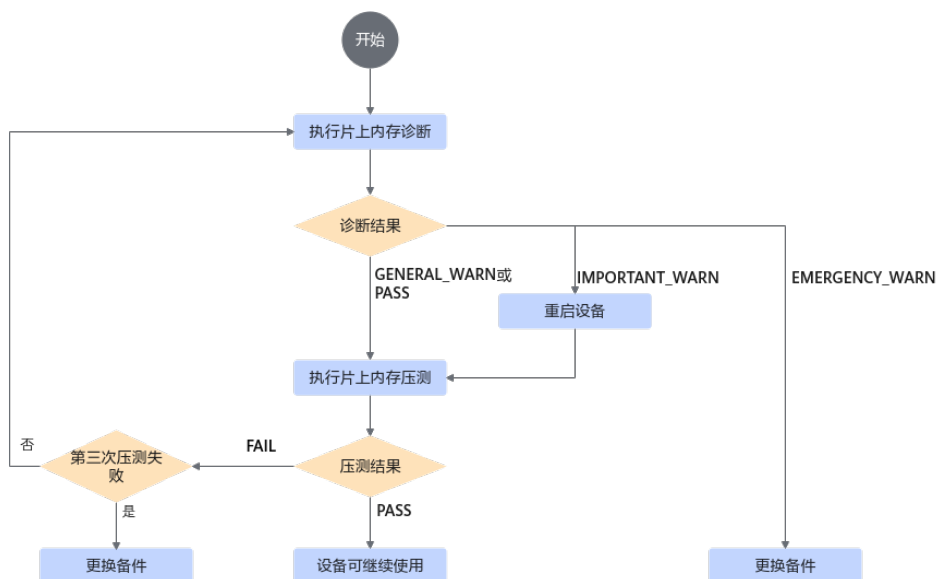 开始
执行片上内存诊断
诊断结果
GENERAL_WARN或
PASS
IMPORTANT_WARN
EMERGENCY_WARN
重启设备
执行片上内存压测
否
第三次压测失
败
FAIL
压测结果
是
PASS
更换备件
设备可继续使用
更换备件